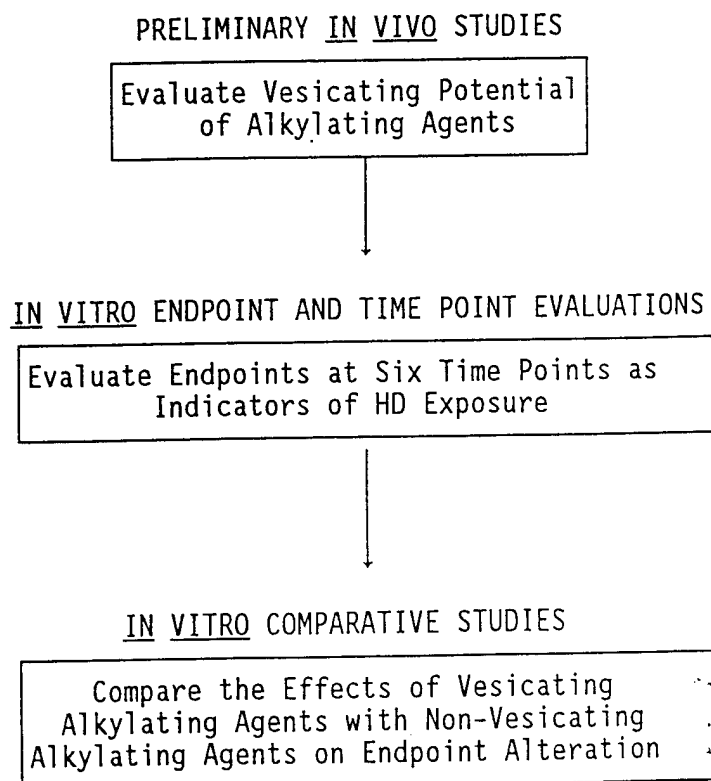 PRELIMINARY IN VIVO STUDIES
Evaluate Vesicating Potential
of Alkylating Agents
IN VITRO ENDPOINT AND TIME POINT EVALUATIONS
Evaluate Endpoints at Six Time Points as
Indicators of HD Exposure
IN VITRO COMPARATIVE STUDIES
Compare the Effects of Vesicating
Alkylating Agents with Non-Vesicating
Alkylating Agents on Endpoint Alteration